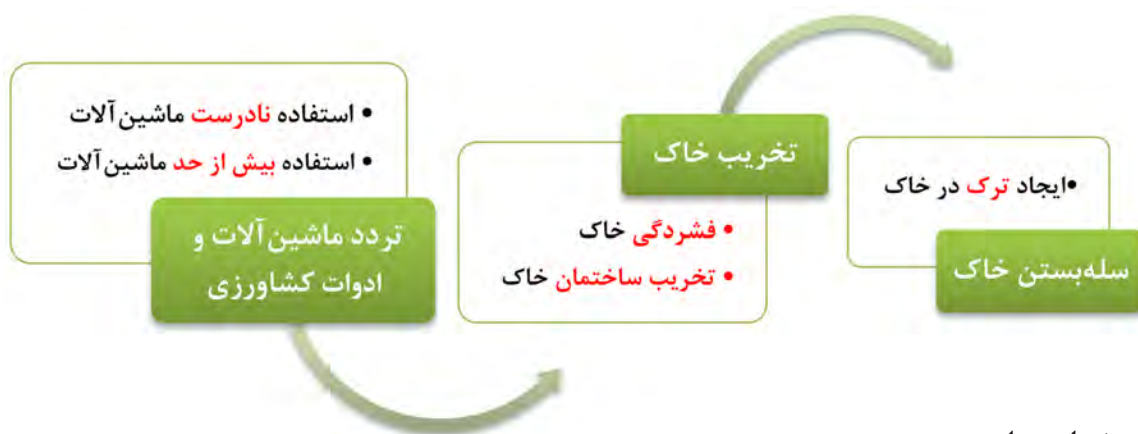 • استفاده نادرست ماشین‌آلات
• استفاده بیش از حد ماشین‌آلات
تردد ماشین‌آلات و
ادوات کشاورزی
تخریب خاک
• فشردگی خاک
• تخریب ساختمان خاک
•ایجاد ترک در خاک
سله‌بستن خاک